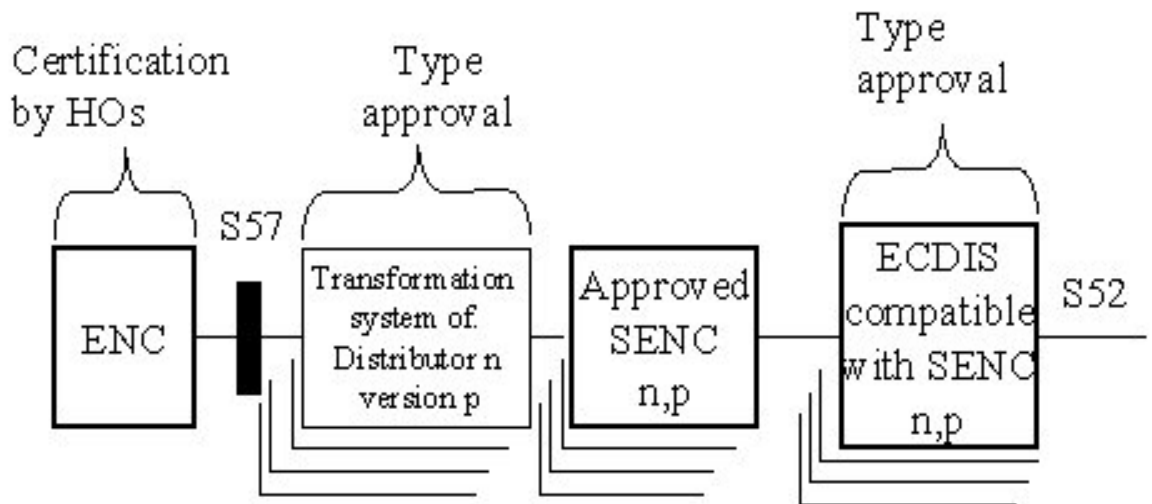 Certification
by HOs
Type
approval
Type
approval
S57
ENC
Transformation
system of.
Distributor n
version p
Approved
SENC
n,p
ECDIS
compatible
with SENC
n,p
S52